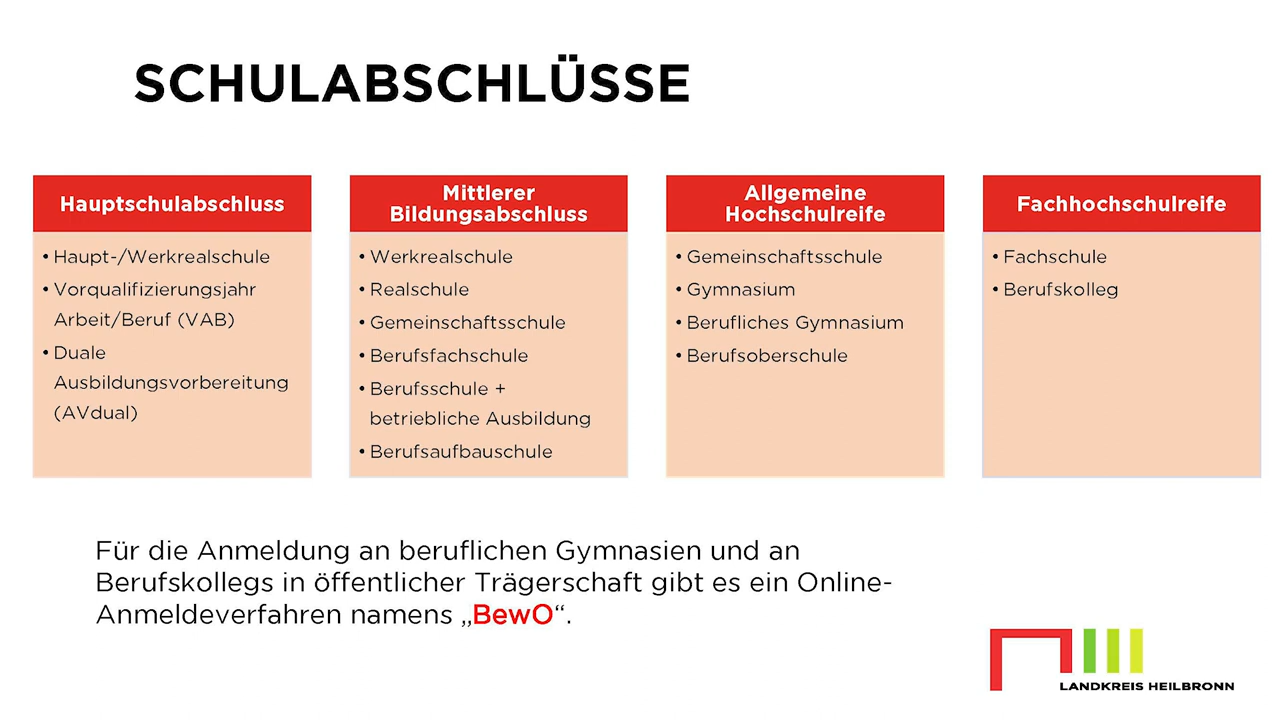 SCHULABSCHLÜSSE
Hauptschulabschluss
• Haupt-/Werkrealschule
• Vorqualifizierungsjahr
Arbeit/Beruf (VAB)
• Duale
Ausbildungsvorbereitung
(AVdual)
Mittlerer
Bildungsabschluss
• Werkrealschule
• Realschule
• Gemeinschaftsschule
• Berufsfachschule
• Berufsschule +
betriebliche Ausbildung
• Berufsaufbauschule
Allgemeine
Hochschulreife
• Gemeinschaftsschule
• Gymnasium
• Berufliches Gymnasium
• Berufsoberschule
Fachhochschulreife
• Fachschule
• Berufskolleg
Für die Anmeldung an beruflichen Gymnasien und an
Berufskollegs in öffentlicher Trägerschaft gibt es ein Online-
Anmeldeverfahren namens „BewO“.
LANDKREIS HEILBRONN